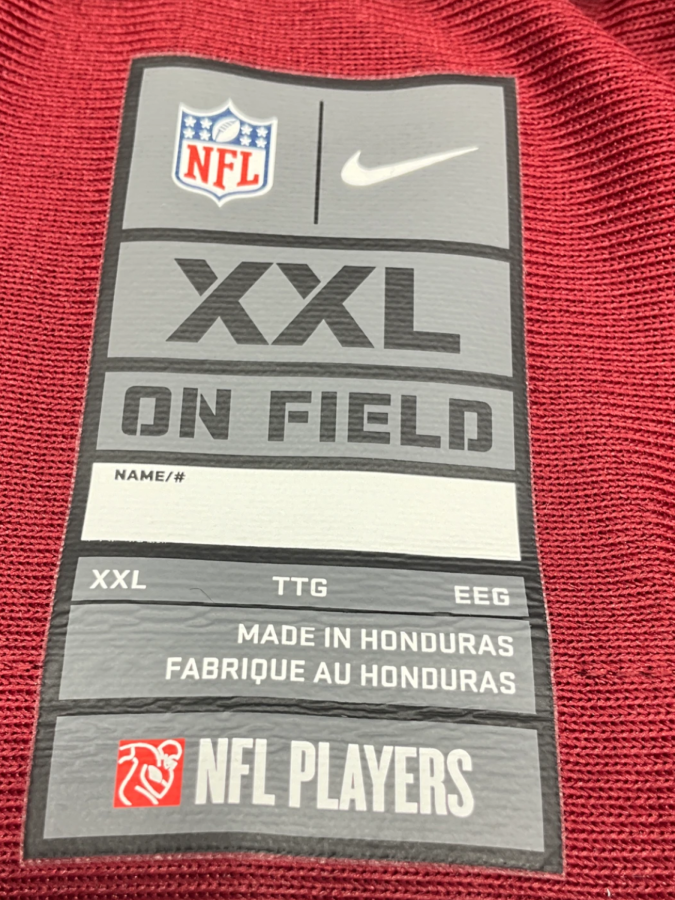 NFL
XXL
ON FIELD
NAME/#
XXL TTG EEG
MADE IN HONDURAS
FABRIQUE AU HONDURAS
NFL PLAYERS